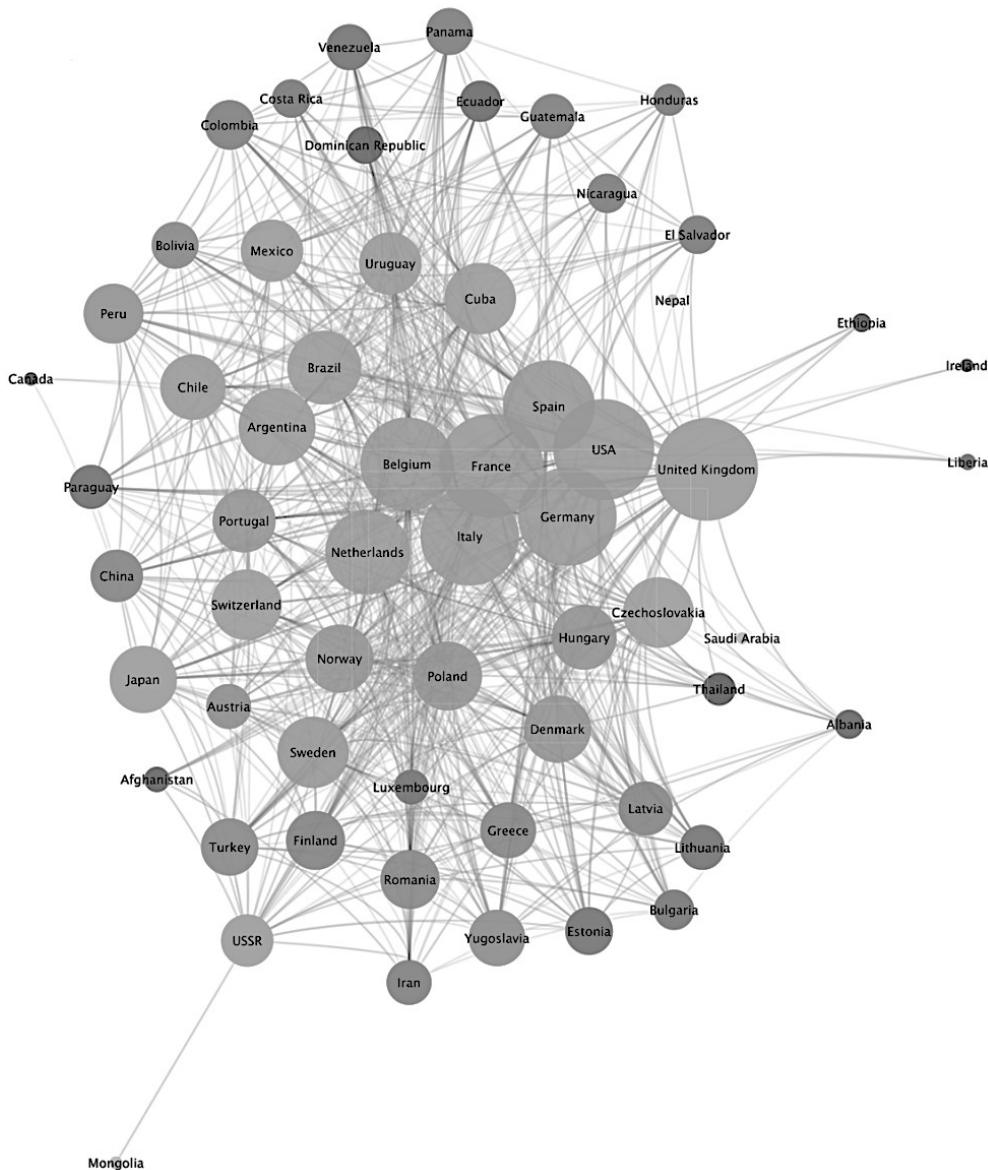 Panama
Venezuela
Costa Rica
Ecuador
Honduras
Guatemala
Colombia
Dominican Republic
Nicaragua
El Salvador
Bolivia
Mexico
Uruguay
Cuba
Nepal
Peru
Ethiopia
Ireland
Canada
Brazil
Chile
Spain
Argentina
USA
Belgium
France
United Kingdom
Liberia
Paraguay
Portugal
Germany
Italy
Netherlands
China
Switzerland
Czechoslovakia
Hungary
Saudi Arabia
Norway
Poland
Japan
Thailand
Austria
Albania
Denmark
Sweden
Afghanistan
Luxembourg
Latvia
Greece
Finland
Turkey
Lithuania
Romania
Bulgaria
Estonia
Yugoslavia
USSR
Iran
Mongolia